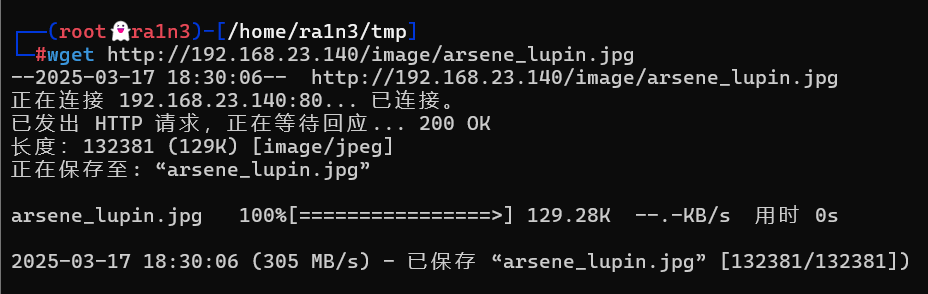 ┌──(root👻ra1n3)-[/home/ra1n3/tmp]
└─#wget http://192.168.23.140/image/arsene_lupin.jpg
--2025-03-17 18:30:06--  http://192.168.23.140/image/arsene_lupin.jpg
正在连接 192.168.23.140:80... 已连接。
已发出 HTTP 请求，正在等待回应... 200 OK
长度：132381 (129K) [image/jpeg]
正在保存至: “arsene_lupin.jpg”
arsene_lupin.jpg   100%[================>] 129.28K  --.-KB/s  用时 0s
2025-03-17 18:30:06 (305 MB/s) - 已保存 “arsene_lupin.jpg” [132381/132381])